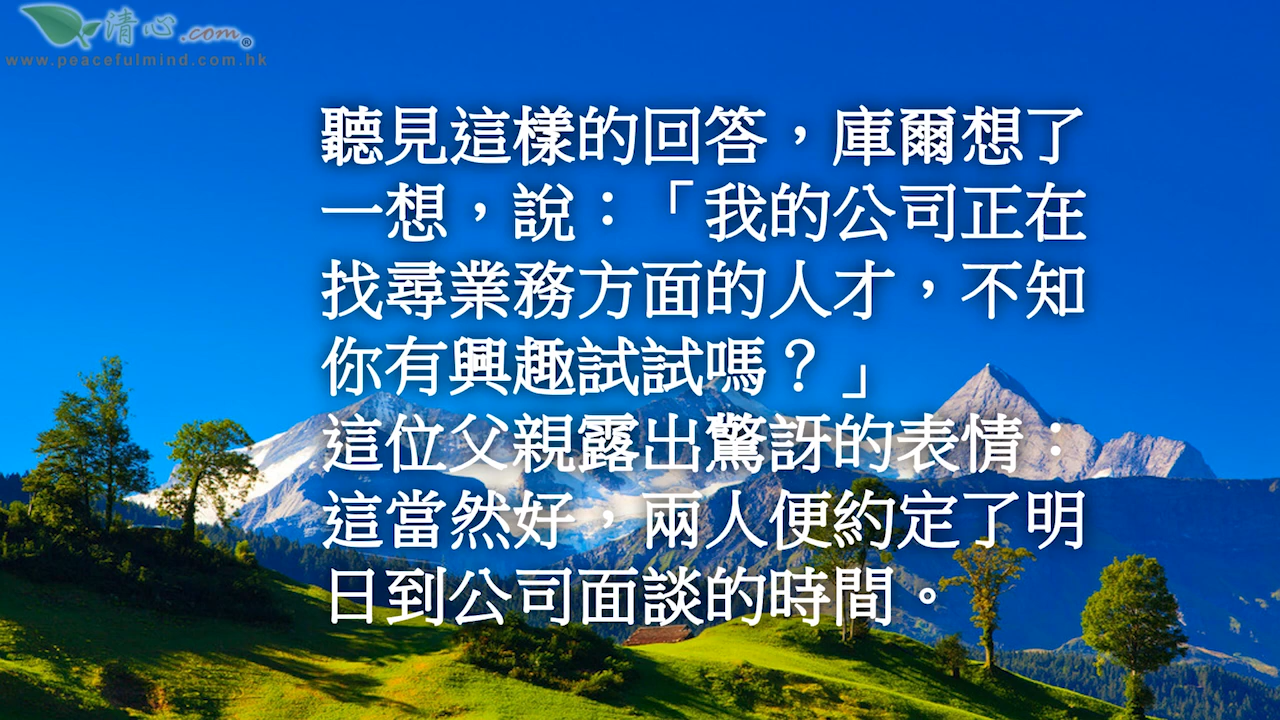 清心.com®
www.peacefulmind.com.hk
聽見這樣的回答，庫爾想了
一想，說：「我的公司正在
找尋業務方面的人才，不知
你有興趣試試嗎？」
這位父親露出驚訝的表情：
這當然好，兩人便約定了明
日到公司面談的時間。